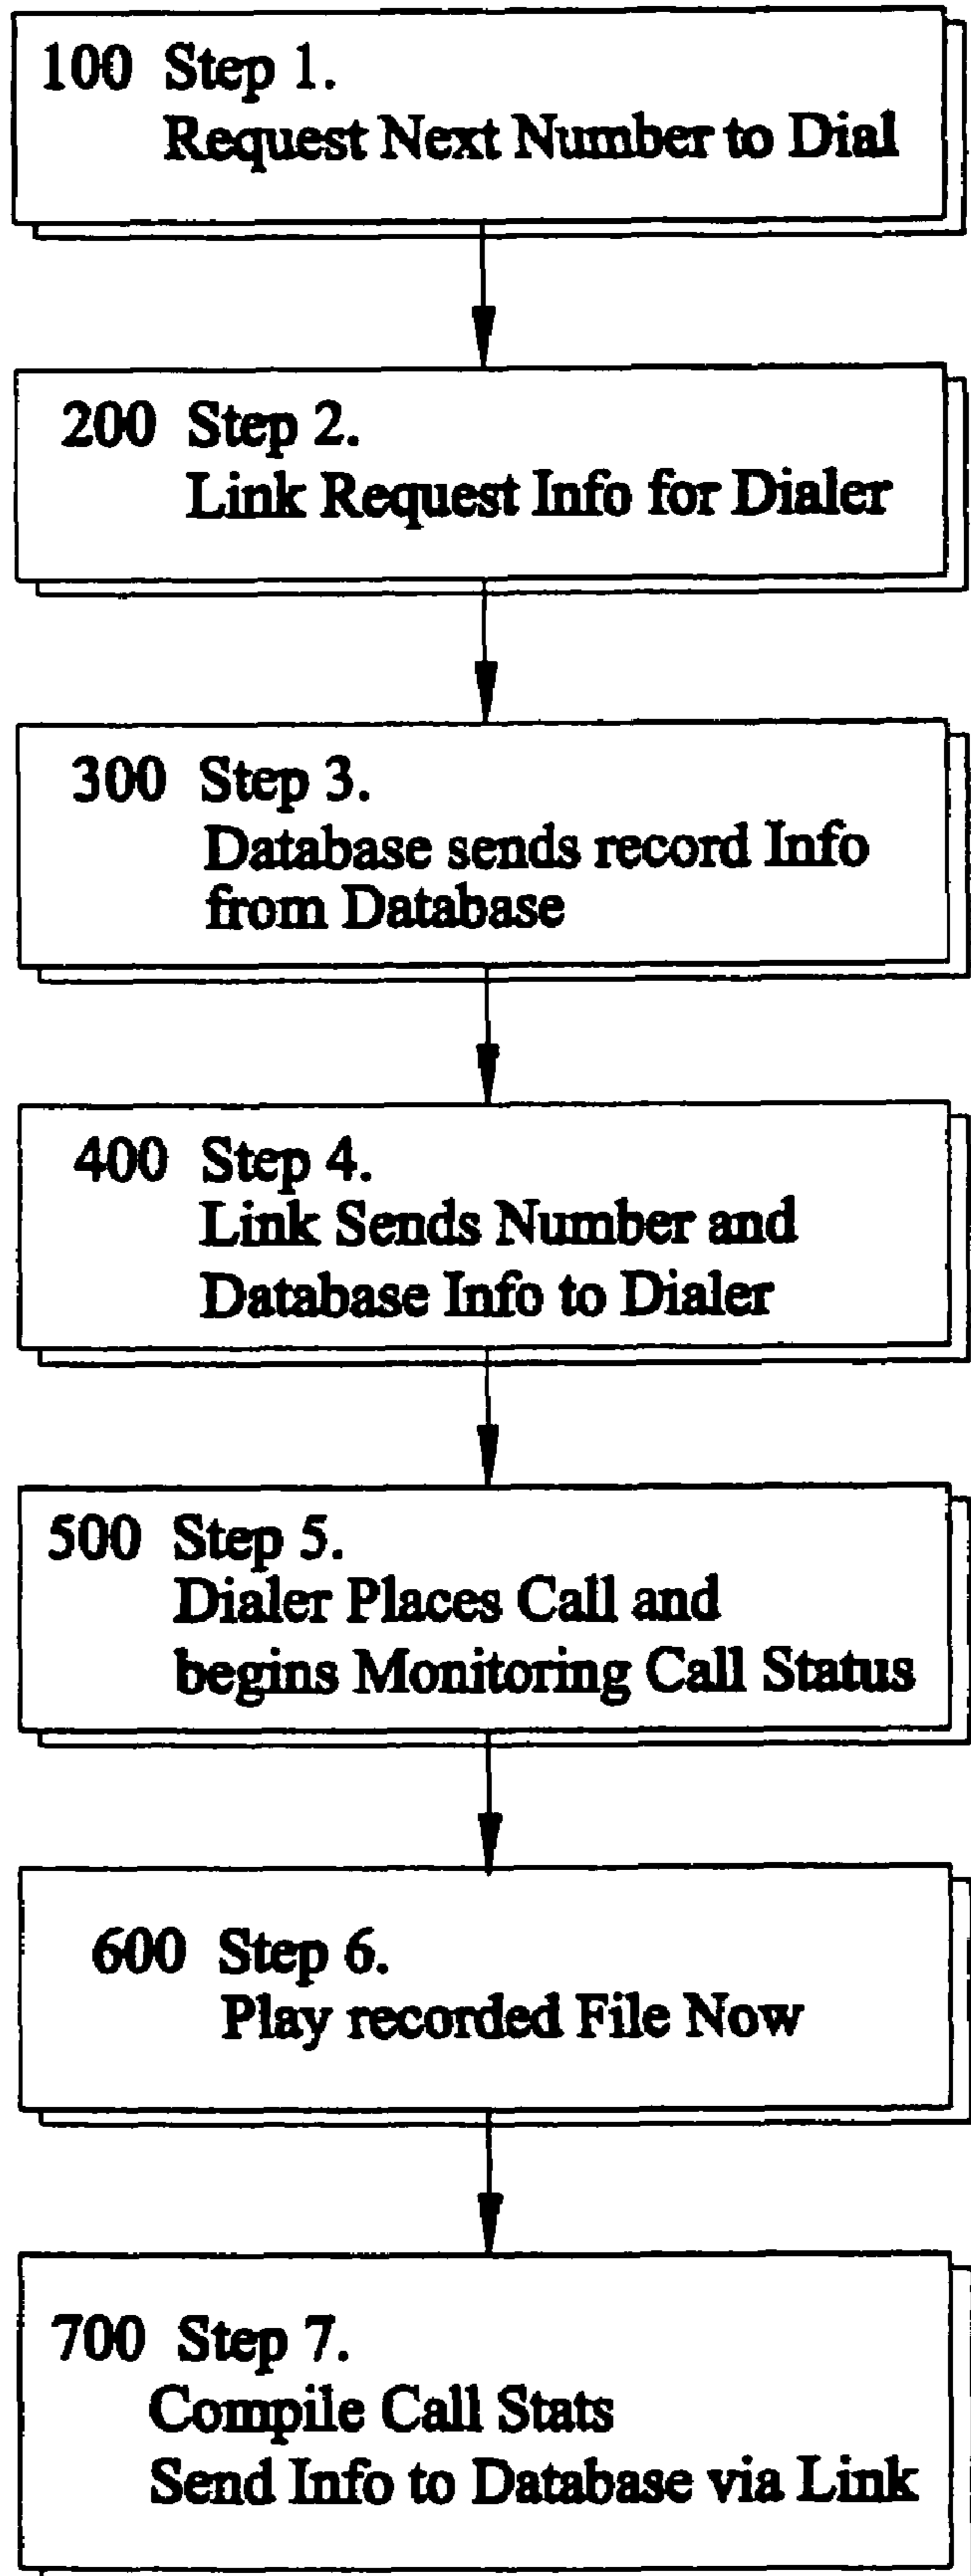 100 Step 1.
Request Next Number to Dial
200 Step 2.
Link Request Info for Dialer
300 Step 3.
Database sends record Info
from Database
400 Step 4.
Link Sends Number and
Database Info to Dialer
500 Step 5.
Dialer Places Call and
begins Monitoring Call Status
600 Step 6.
Play recorded File Now
700 Step 7.
Compile Call Stats
Send Info to Database via Link